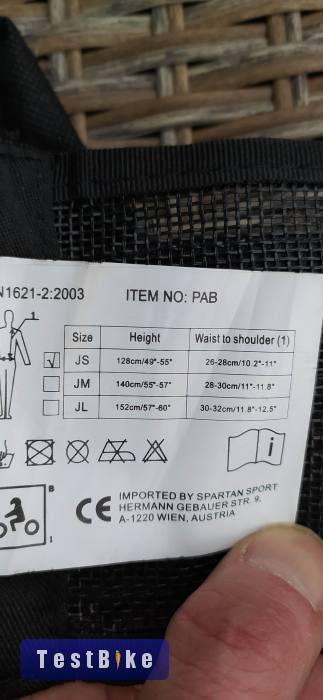 N1621-2:2003 ITEM NO: PAB
1
Size Height Waist to shoulder (1)
JS 128cm/49"-55" 26-28cm/10.2"-11"
JM 140cm/55"-57" 28-30cm/11"-11.8"
JL 152cm/57"-60" 30-32cm/11.8"-12.5"
i
B
CE IMPORTED BY SPARTAN SPORT
HERMANN GEBAUER STR. 9,
A-1220 WIEN, AUSTRIA
1
TestBike